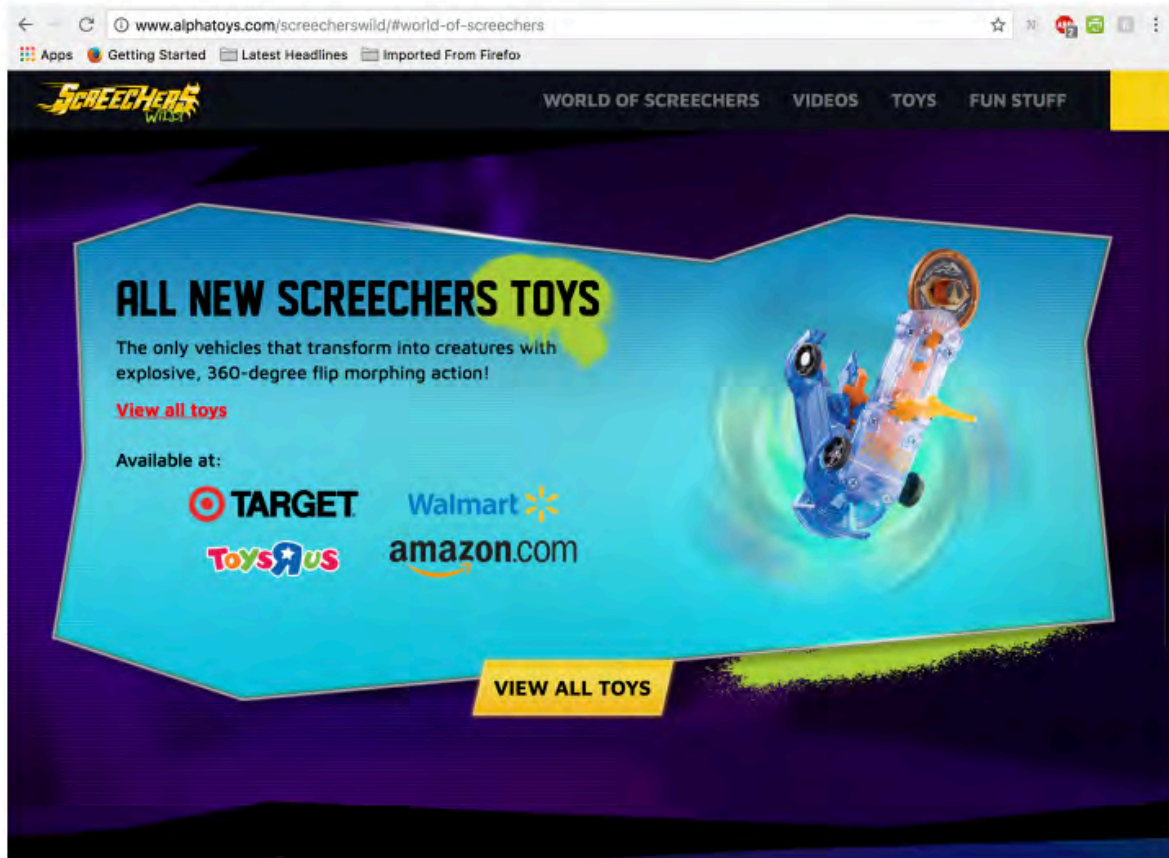 www.alphatoys.com/screecherswild/#world-of-screechers
Apps Getting Started Latest Headlines Imported From Firefox
SCREECHERS
WILD!
WORLD OF SCREECHERS VIDEOS TOYS FUN STUFF
ALL NEW SCREECHERS TOYS
The only vehicles that transform into creatures with
explosive, 360-degree flip morphing action!
View all toys
Available at:
TARGET Walmart
ToysRus amazon.com
VIEW ALL TOYS